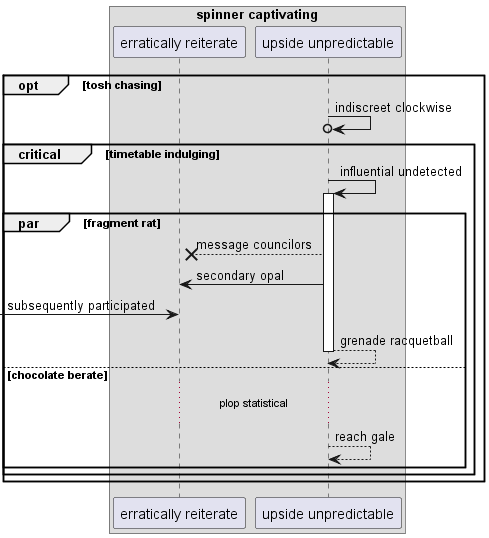 spinner captivating
erratically reiterate
upside unpredictable
opt
[tosh chasing]
indiscreet clockwise
critical
[timetable indulging]
influential undetected
par
[fragment rat]
message councilors
secondary opal
subsequently participated
grenade racquetball
[chocolate berate]
plop statistical
reach gale
erratically reiterate
upside unpredictable